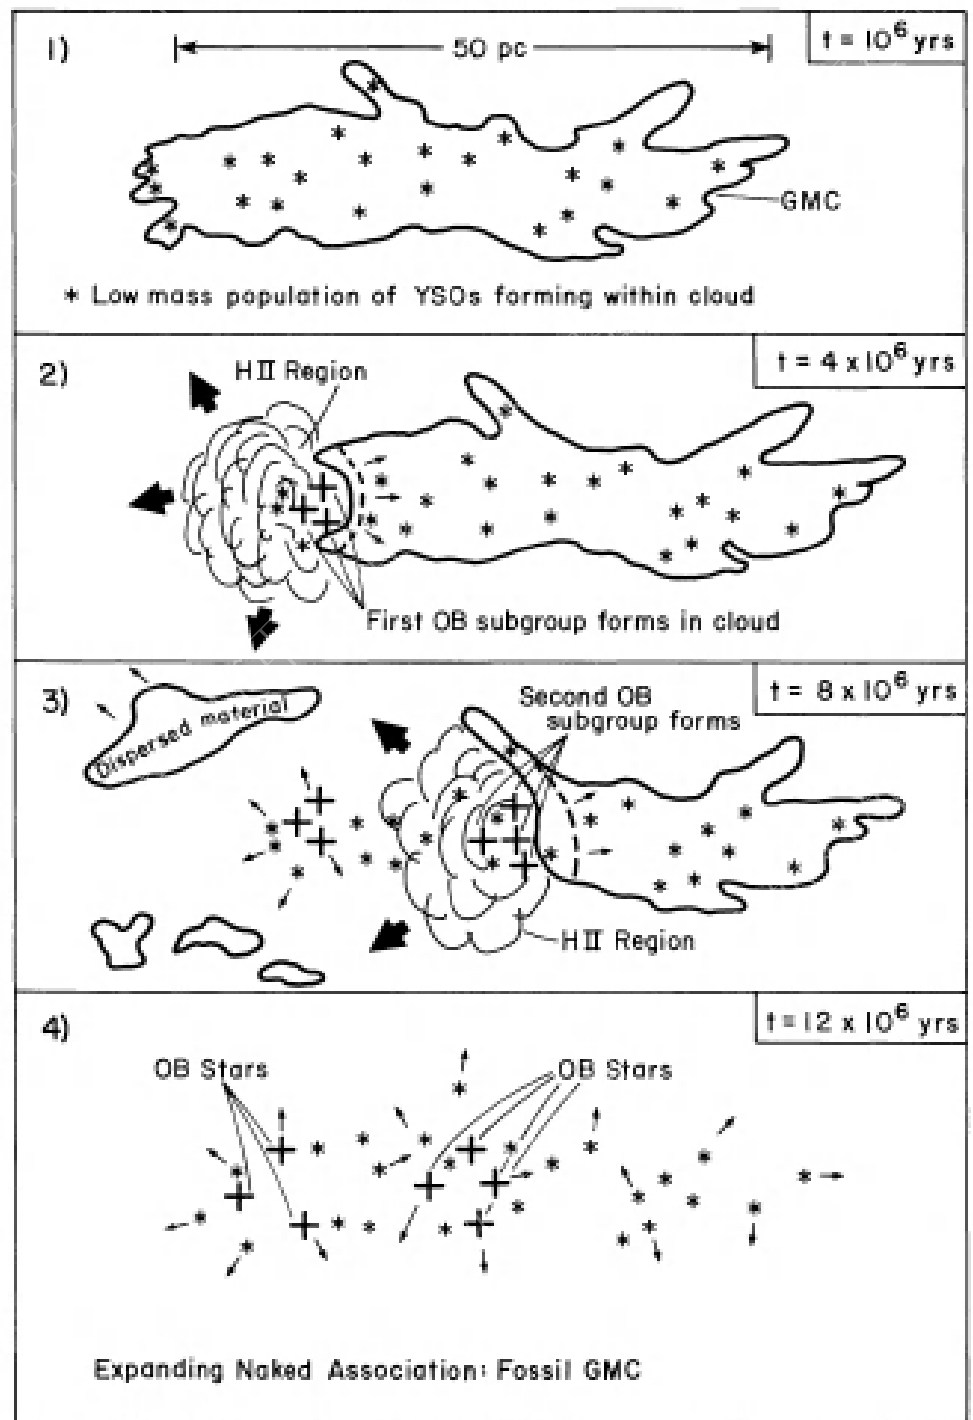 1)
50 pc
t = 10⁶ yrs
GMC
* Low mass population of YSOs forming within cloud
2)
H II Region
t = 4 x 10⁶ yrs
First OB subgroup forms in cloud
3)
Dispersed material
Second OB
subgroup forms
t = 8 x 10⁶ yrs
H II Region
4)
t = 12 x 10⁶ yrs
OB Stars
OB Stars
Expanding Naked Association: Fossil GMC